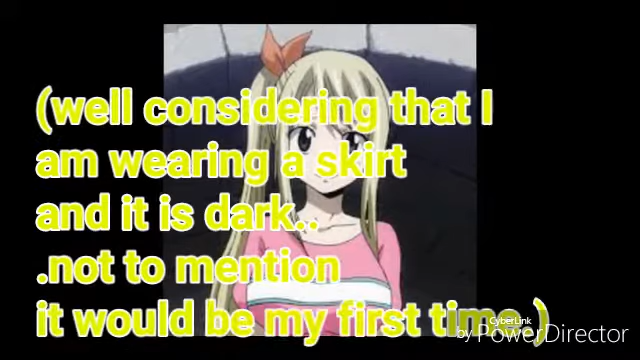 (well considering that I
am wearing a skirt
and it is dark..
.not to mention
it would be my first time.)
CyberLink
by PowerDirector